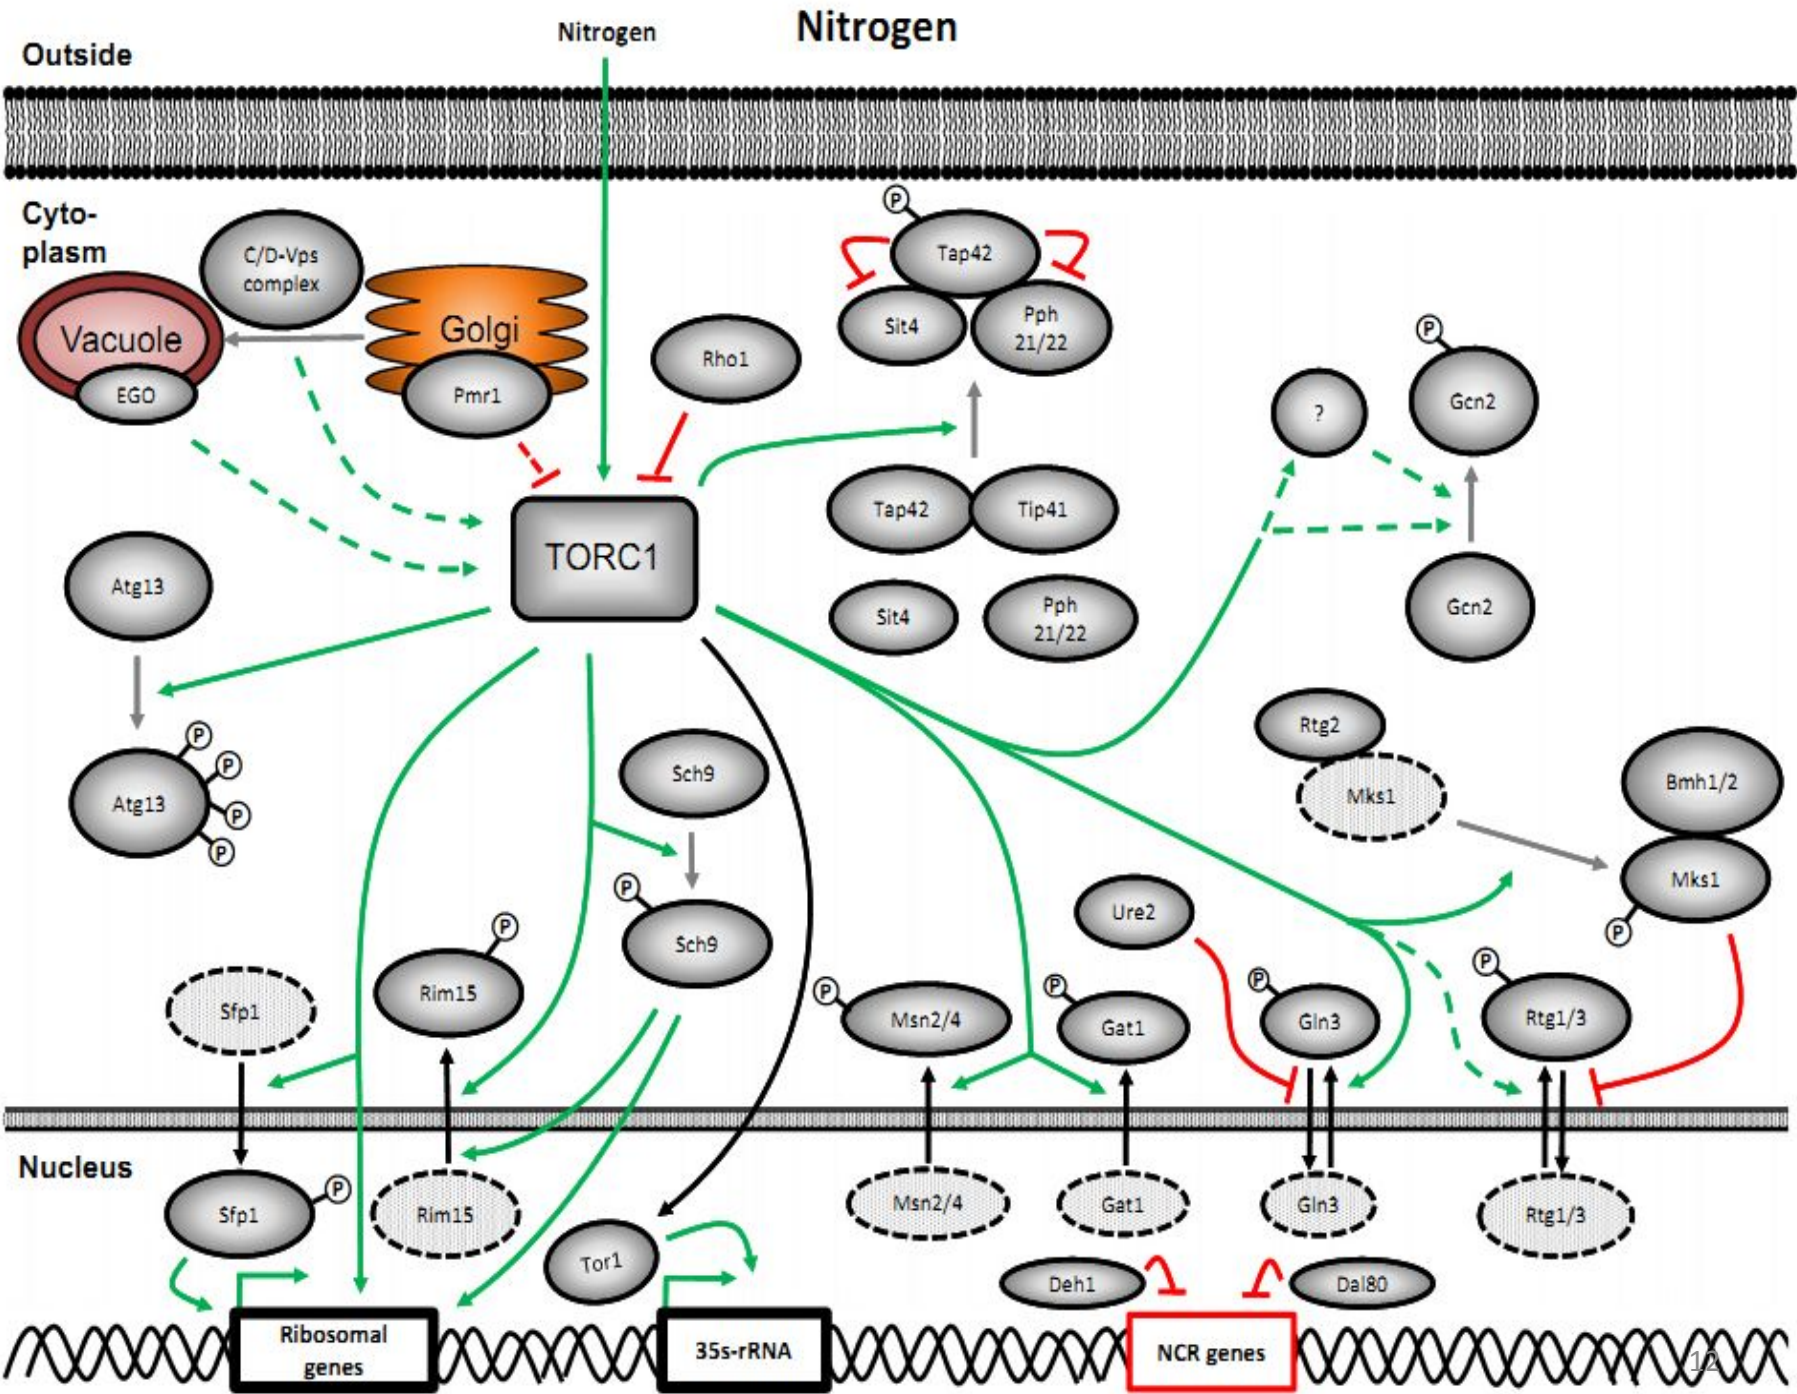 Nitrogen
Nitrogen
Outside
Cyto-
plasm
C/D-Vps
complex
Vacuole
EGO
Golgi
Pmr1
Rho1
P
Tap42
Sit4
Pph
21/22
P
Gcn2
?
Tap42
Tip41
TORC1
Atg13
Sit4
Pph
21/22
Gcn2
Rtg2
Mks1
Bmh1/2
Mks1
P
P
P
P
P
Atg13
Sch9
P
Sch9
Ure2
P
Rim15
Sfp1
P
Msn2/4
P
Gat1
P
Gln3
P
Rtg1/3
Nucleus
Sfp1
P
Rim15
Tor1
Msn2/4
Gat1
Gln3
Rtg1/3
Deh1
Dal80
Ribosomal
genes
35s-rRNA
NCR genes
12